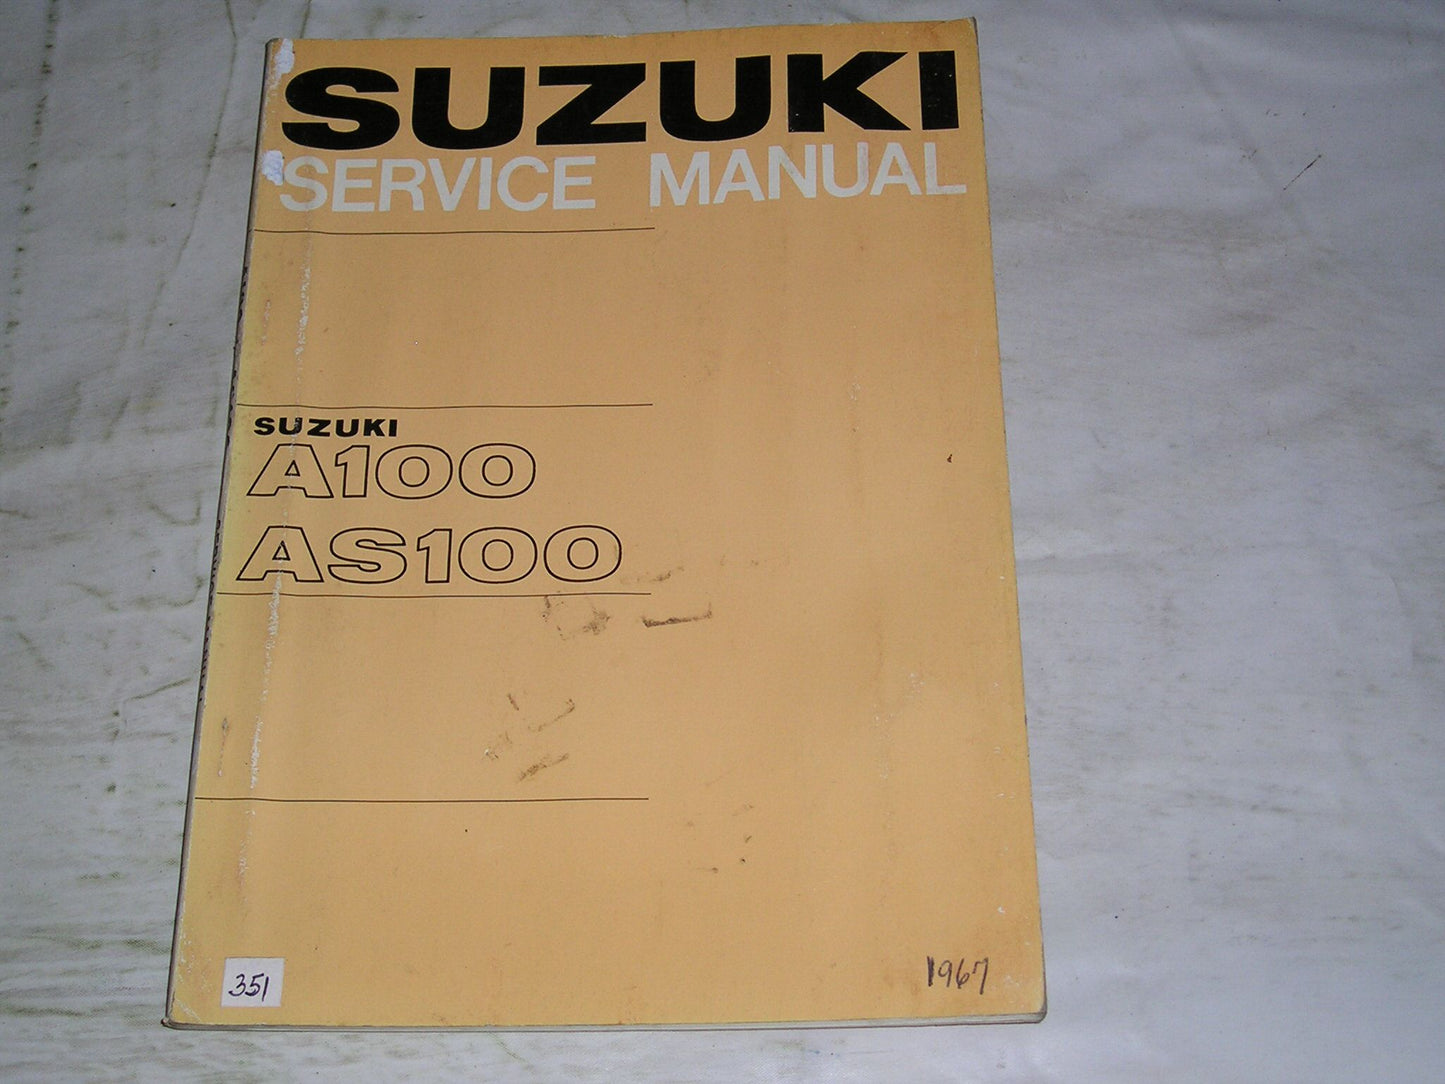 SUZUKI
SERVICE MANUAL
SUZUKI
A100
AS100
351
1967